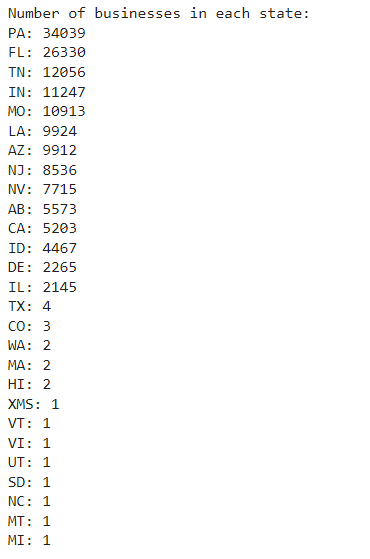 Number of businesses in each state:
PA: 34039
FL: 26330
TN: 12056
IN: 11247
MO: 10913
LA: 9924
AZ: 9912
NJ: 8536
NV: 7715
AB: 5573
CA: 5203
ID: 4467
DE: 2265
IL: 2145
TX: 4
CO: 3
WA: 2
MA: 2
HI: 2
XMS: 1
VT: 1
VI: 1
UT: 1
SD: 1
NC: 1
MT: 1
MI: 1